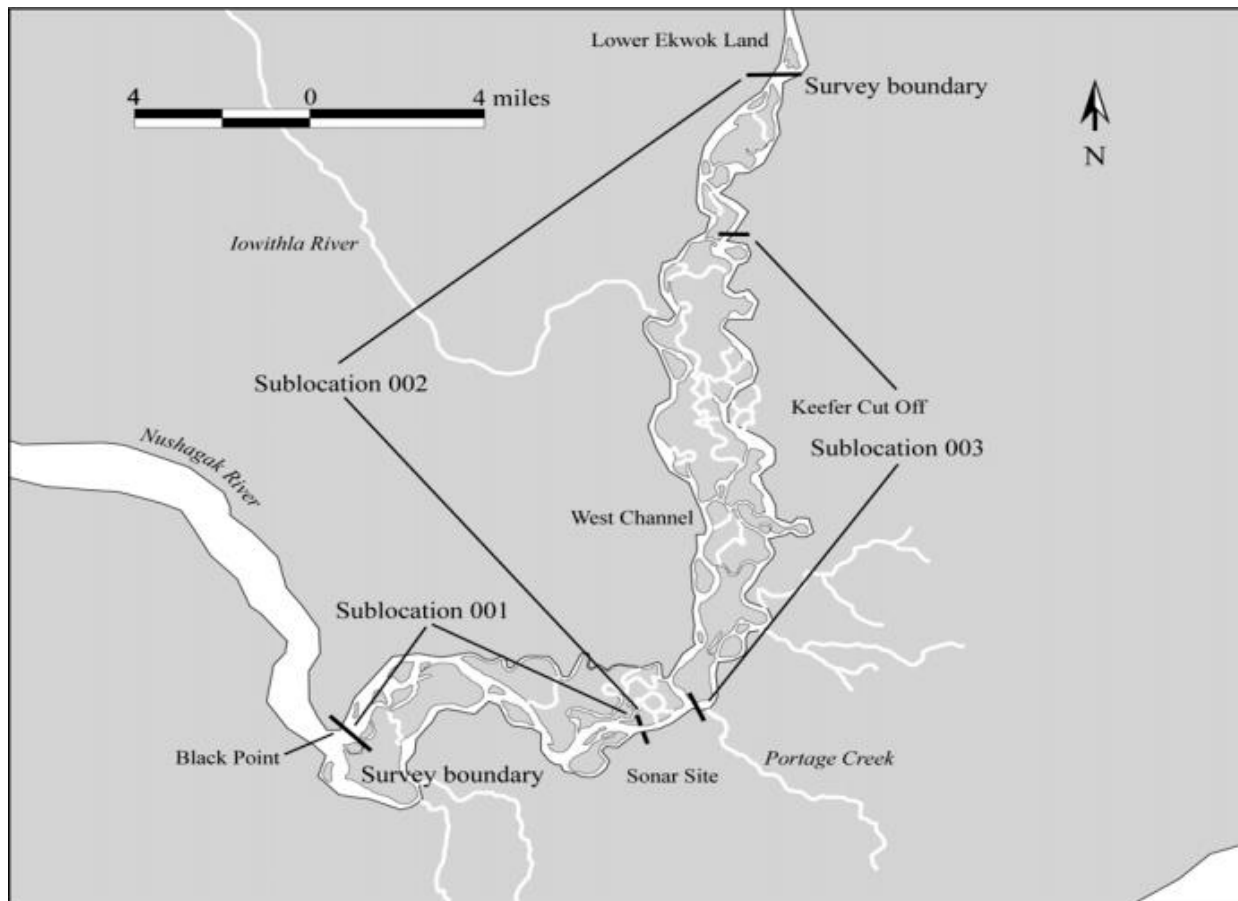 Lower Ekwok Land
Survey boundary
4 0 4 miles
N
Iowithla River
Sublocation 002
Keefer Cut Off
Nushagak River
Sublocation 003
West Channel
Sublocation 001
Black Point
Survey boundary
Sonar Site
Portage Creek